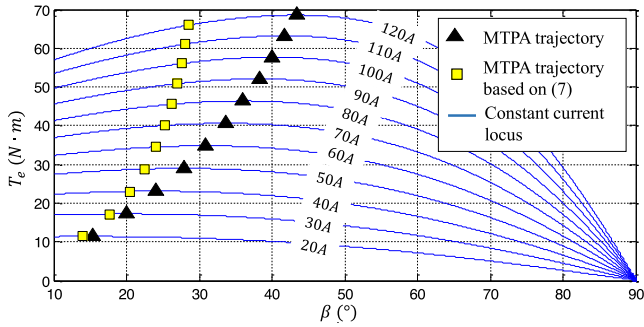 70
60
50
40
30
20
10
0
T_e (N · m)
10
20
30
40
50
60
70
80
90
β (°)
120A
110A
100A
90A
80A
70A
60A
50A
40A
30A
20A
MTPA trajectory
MTPA trajectory
based on (7)
Constant current
locus